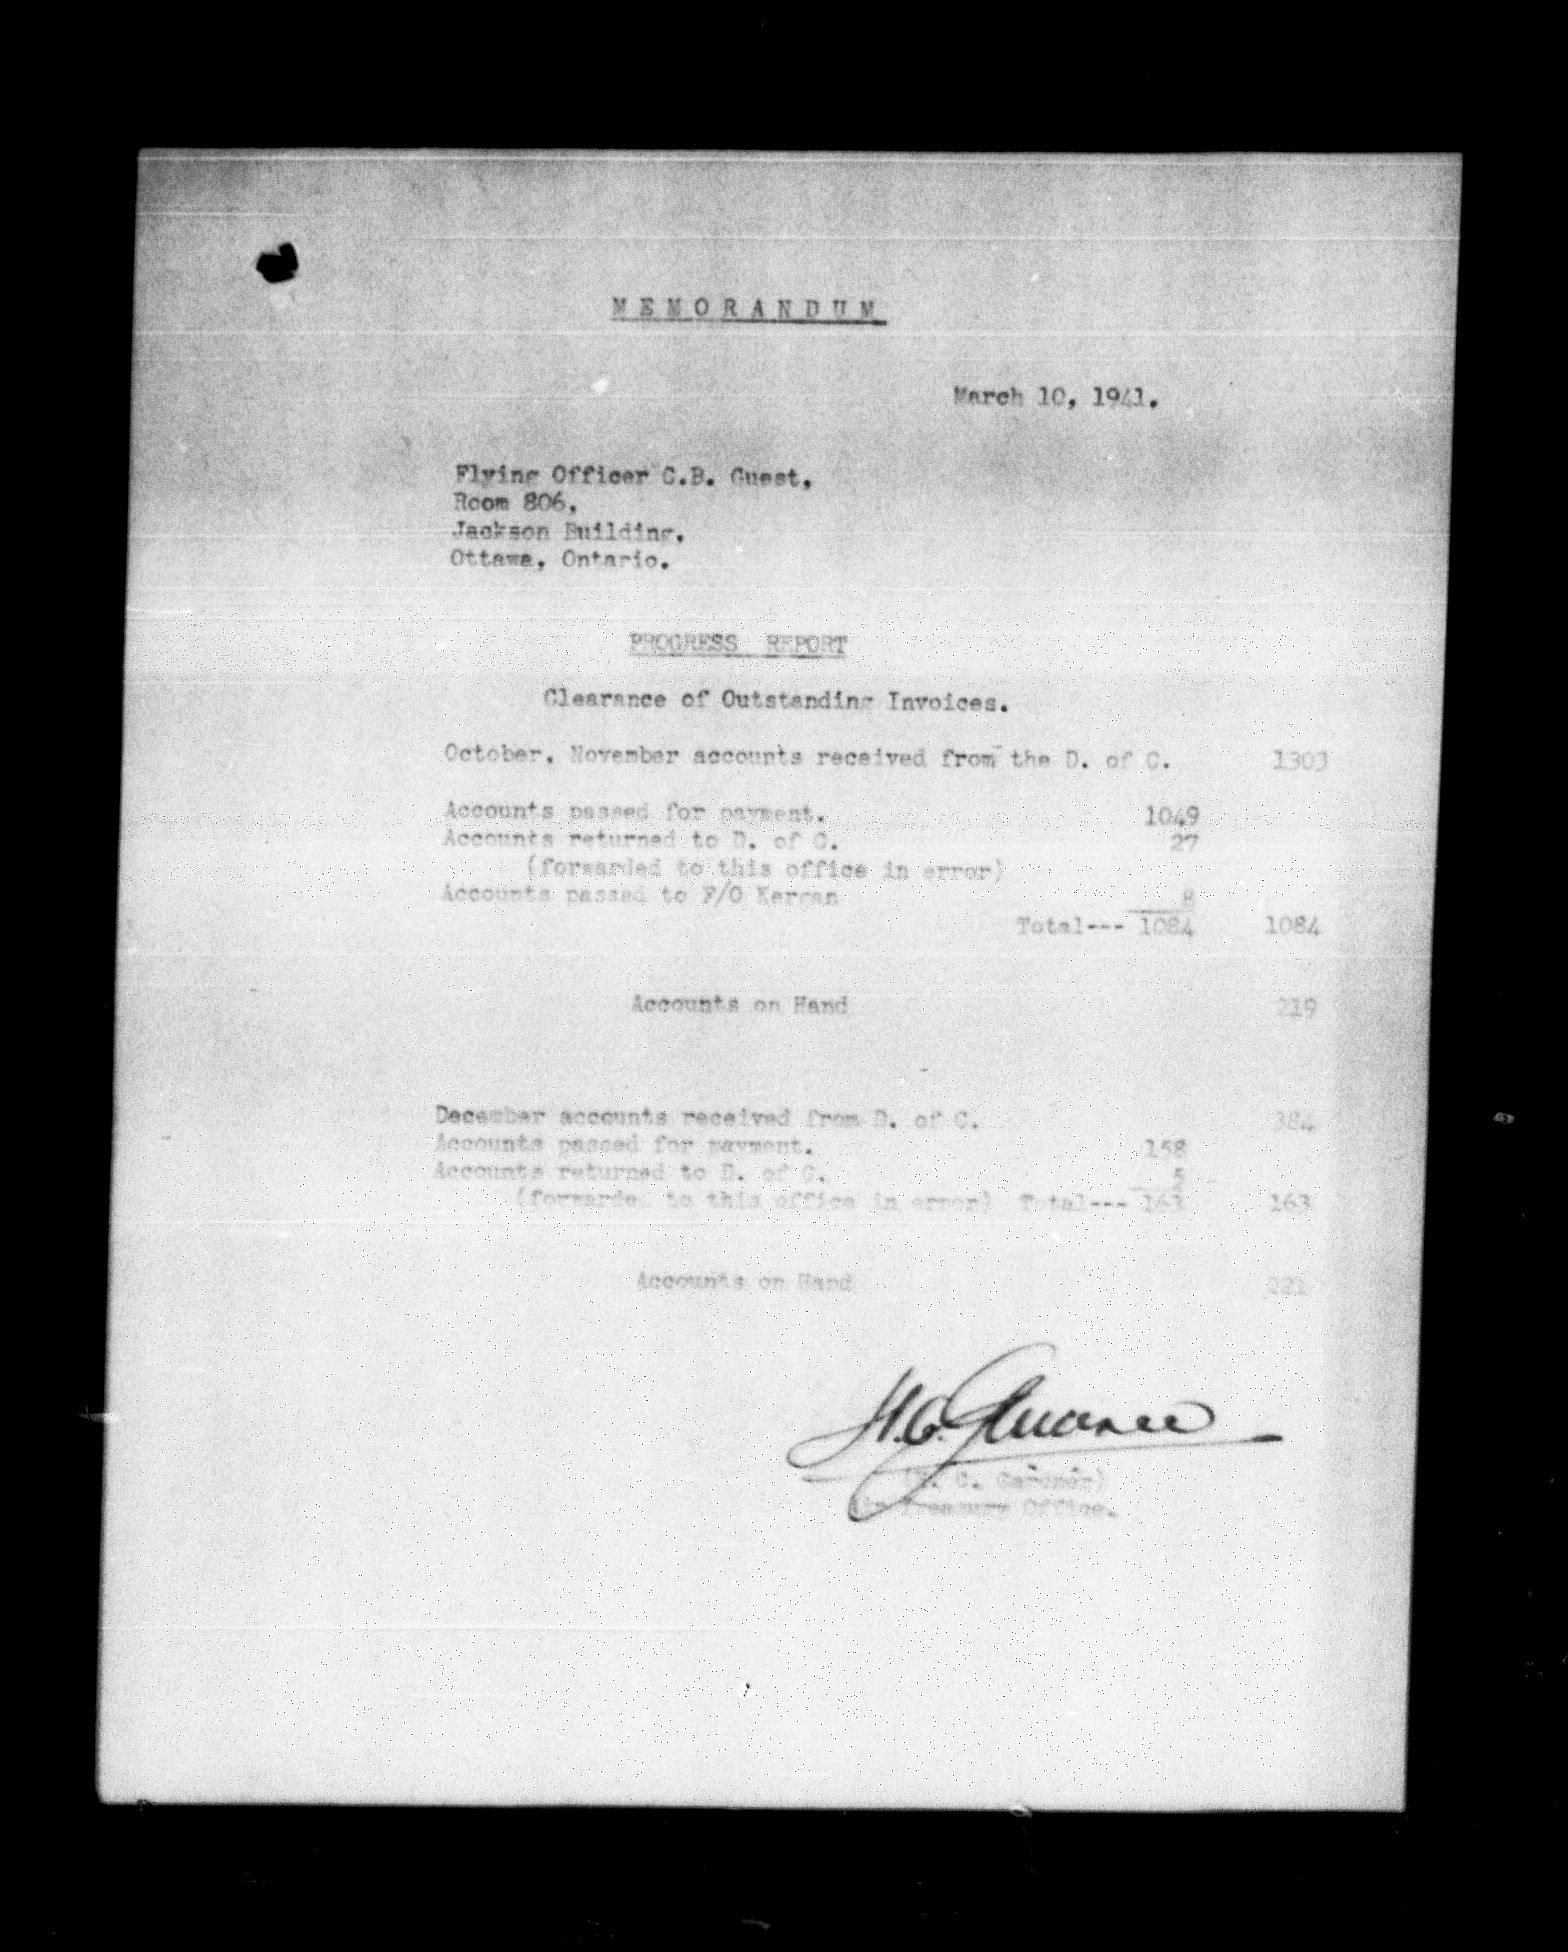 MEMORANDUM
March 10, 1941.
Flying Officer C.B. Guest,
Room 806,
Jackson Building,
Ottawa, Ontario.
PROGRESS REPORT
Clearance of Outstanding Invoices.
October, November accounts received from the D. of C. 1303
Accounts passed for payment. 1049
Accounts returned to D. of C. 27
(forwarded to this office in error)
Accounts passed to F/O Kerran 8
Total--- 1084 1084
Accounts on Hand 219
December accounts received from D. of C. 384
Accounts passed for payment. 158
Accounts returned to D. of C. 5
(forwarded to this office in error) Total--- 163 163
Accounts on Hand 221
(H. C. Gardner)
Treasury Office.